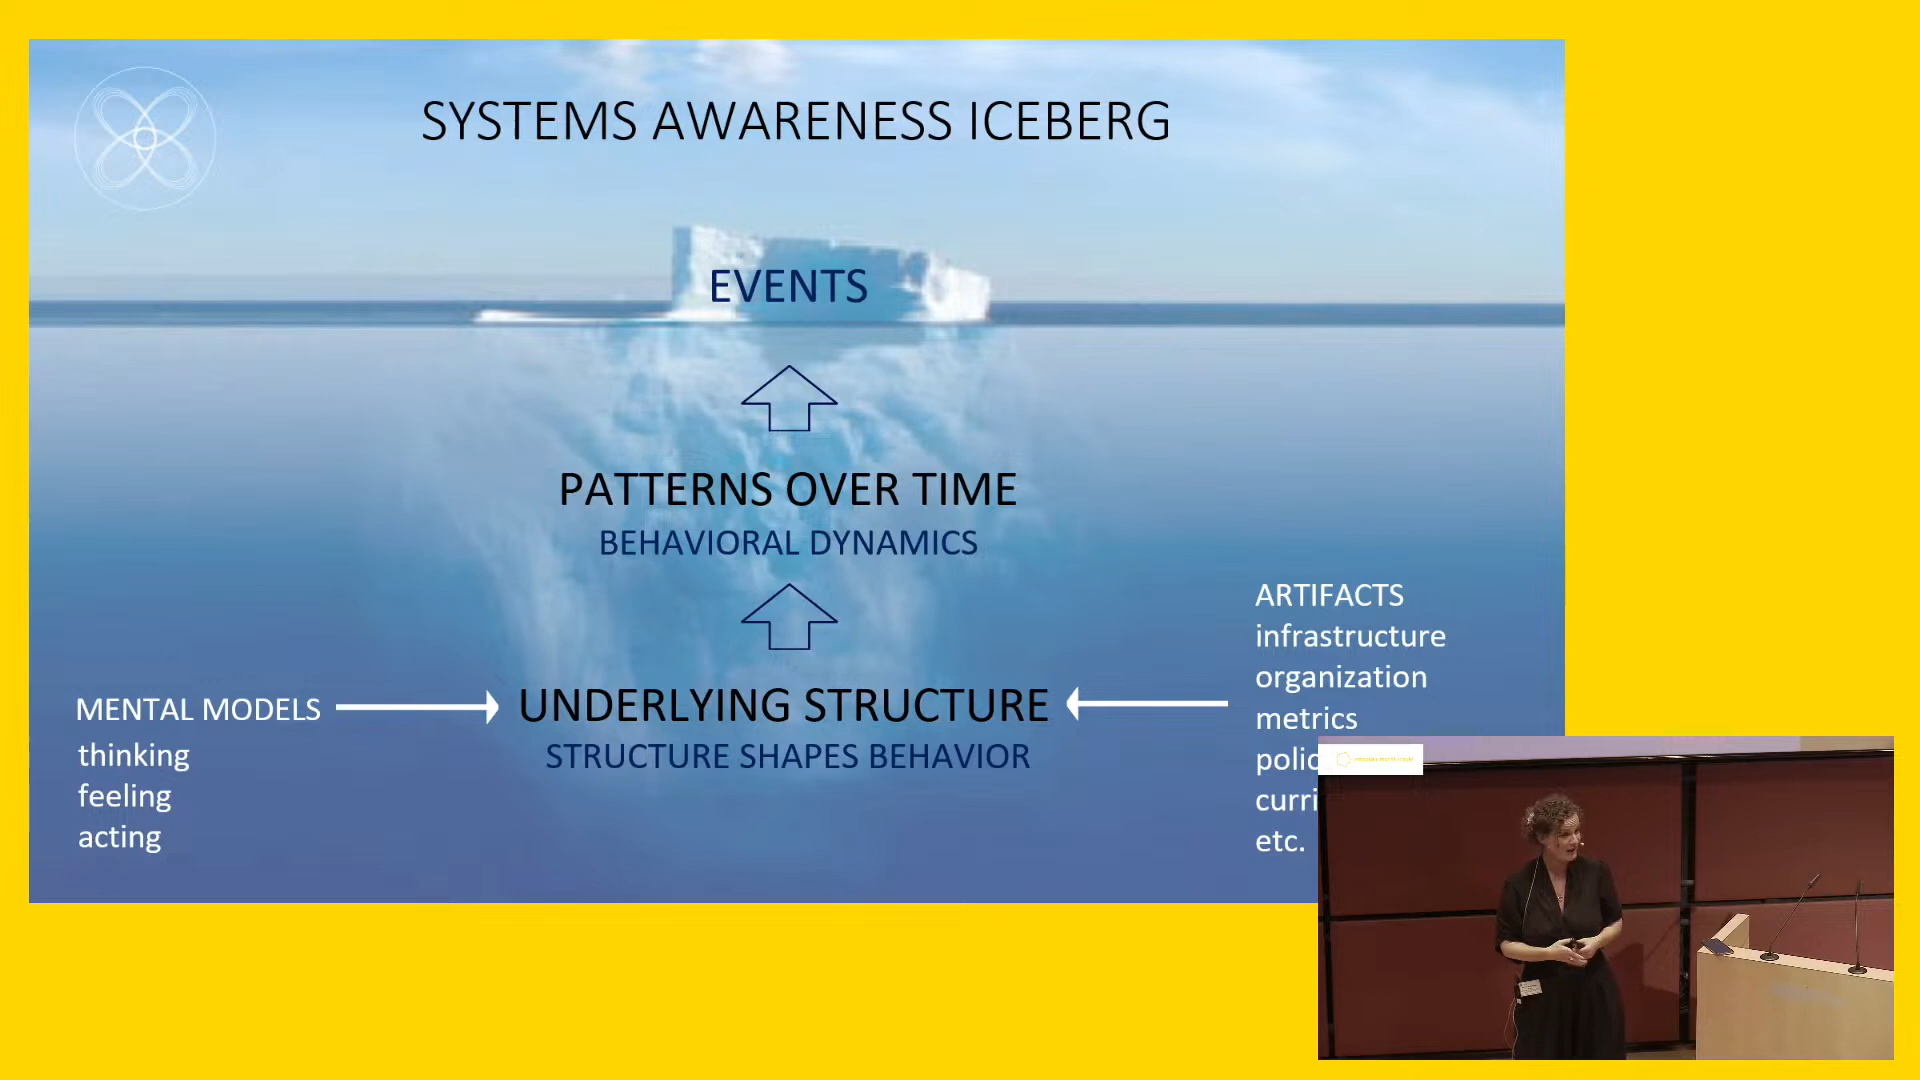 SYSTEMS AWARENESS ICEBERG
EVENTS
PATTERNS OVER TIME
BEHAVIORAL DYNAMICS
UNDERLYING STRUCTURE
STRUCTURE SHAPES BEHAVIOR
MENTAL MODELS
thinking
feeling
acting
ARTIFACTS
infrastructure
organization
metrics
etc.